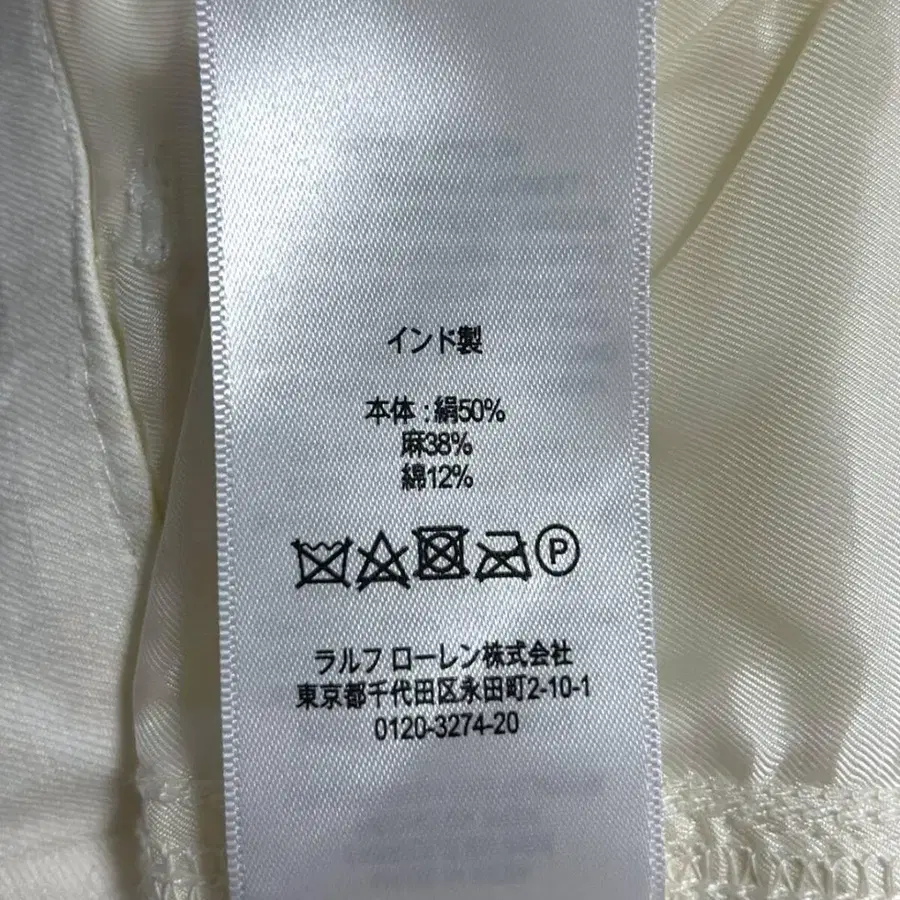 インド製
本体 : 絹50%
麻38%
綿12%
P
ラルフ ローレン株式会社
東京都千代田区永田町2-10-1
0120-3274-20